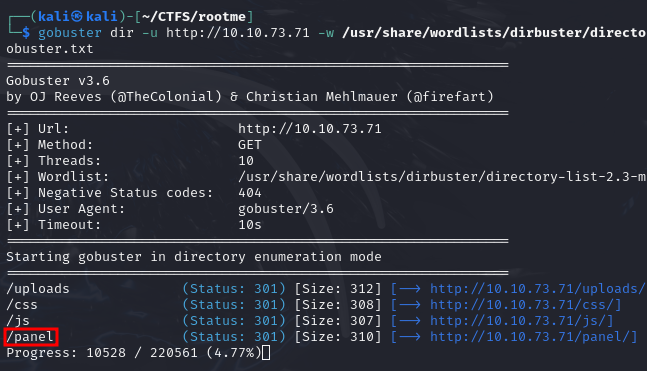 ┌──(kali㉿kali)-[~/CTFS/rootme]
└─$ gobuster dir -u http://10.10.73.71 -w /usr/share/wordlists/dirbuster/directo
obuster.txt
===============================================================
Gobuster v3.6
by OJ Reeves (@TheColonial) & Christian Mehlmauer (@firefart)
===============================================================
[+] Url:                     http://10.10.73.71
[+] Method:                  GET
[+] Threads:                 10
[+] Wordlist:                /usr/share/wordlists/dirbuster/directory-list-2.3-m
[+] Negative Status codes:   404
[+] User Agent:              gobuster/3.6
[+] Timeout:                 10s
===============================================================
Starting gobuster in directory enumeration mode
===============================================================
/uploads              (Status: 301) [Size: 312] [--> http://10.10.73.71/uploads/
/css                  (Status: 301) [Size: 308] [--> http://10.10.73.71/css/]
/js                   (Status: 301) [Size: 307] [--> http://10.10.73.71/js/]
/panel                (Status: 301) [Size: 310] [--> http://10.10.73.71/panel/]
Progress: 10528 / 220561 (4.77%)